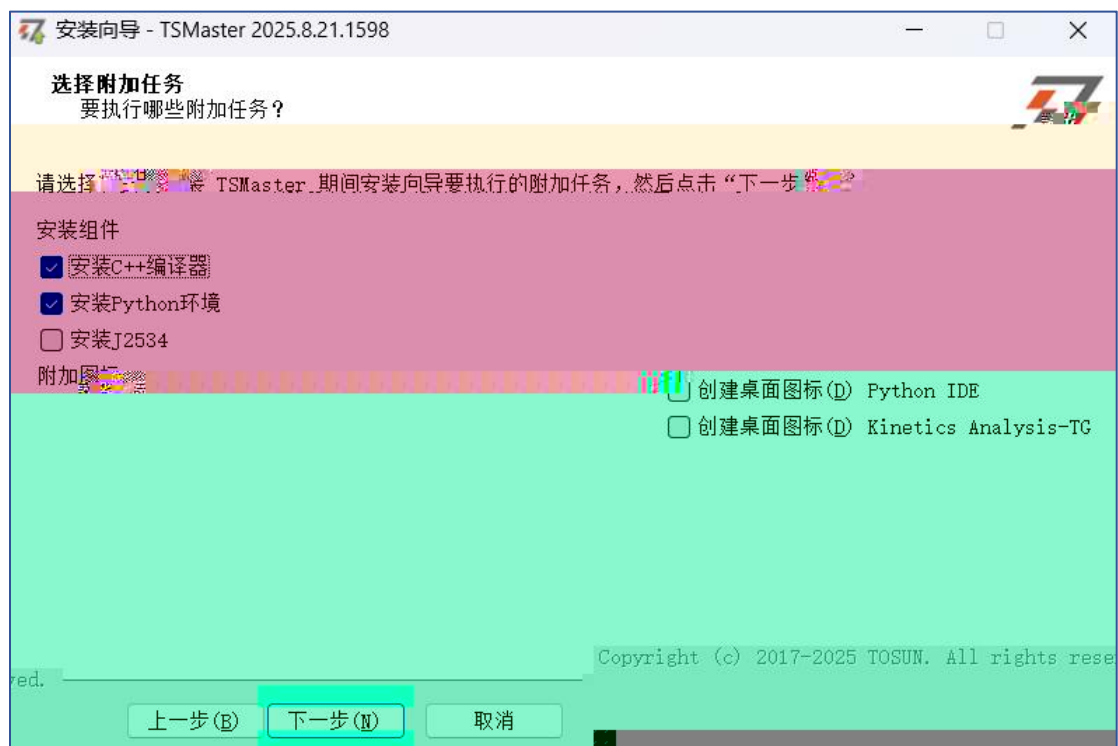 安装向导 - TSMaster 2025.8.21.1598
选择附加任务
要执行哪些附加任务？
请选择 TSMaster 期间安装向导要执行的附加任务，然后点击“下一步
安装组件
安装C++编译器
安装Python环境
安装J2534
附加
创建桌面图标(D) Python IDE
创建桌面图标(D) Kinetics Analysis-TG
Copyright (c) 2017-2025 TOSUN. All rights rese
ved.
上一步(B) 下一步(N) 取消